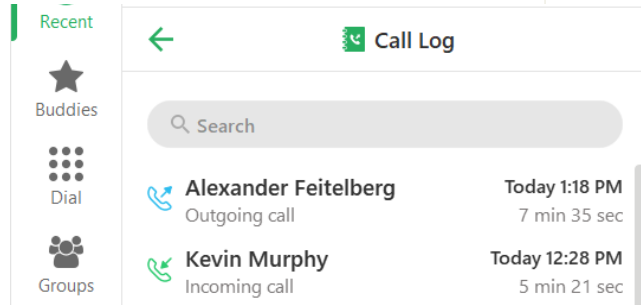 Recent
Buddies
Dial
Groups
Call Log
Search
Alexander Feitelberg Today 1:18 PM
Outgoing call 7 min 35 sec
Kevin Murphy Today 12:28 PM
Incoming call 5 min 21 sec